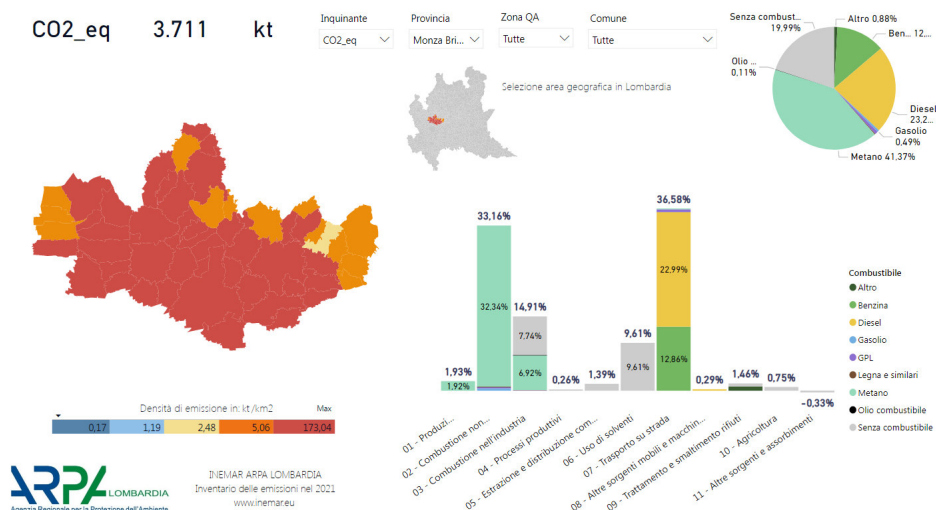 CO2_eq 3.711 kt
Inquinante
CO2_eq
Provincia
Monza Bri...
Zona QA
Tutte
Comune
Tutte
Selezione area geografica in Lombardia
Senza combust...
19,99%
Altro 0,88%
Ben... 12,...
Olio ...
0,11%
Diesel
23,2...
Gasolio
0,49%
Metano 41,37%
36,58%
33,16%
22.99%
32,34%
14,91%
7.74%
9,61%
12.86%
1,93%
1.92%
6.92%
0,26%
1,39%
9,61%
0,29%
1,46%
0,75%
-0,33%
01 - Produzi...
02 - Combustione non...
03 - Combustione nell'industria
04 - Processi produttivi
05 - Estrazione e distribuzione com...
06 - Uso di solventi
07 - Trasporto su strada
08 - Altre sorgenti mobili e macchin...
09 - Trattamento e smaltimento rifiuti
10 - Agricoltura
11 - Altre sorgenti e assorbimenti
Combustibile
Altro
Benzina
Diesel
Gasolio
GPL
Legna e similari
Metano
Olio combustibile
Senza combustibile
Densità di emissione in: kt /km2 Max
0,17 1,19 2,48 5,06 173,04
ARPA LOMBARDIA
Agenzia Regionale per la Protezione dell'Ambiente
INEMAR ARPA LOMBARDIA
Inventario delle emissioni nel 2021
www.inemar.eu